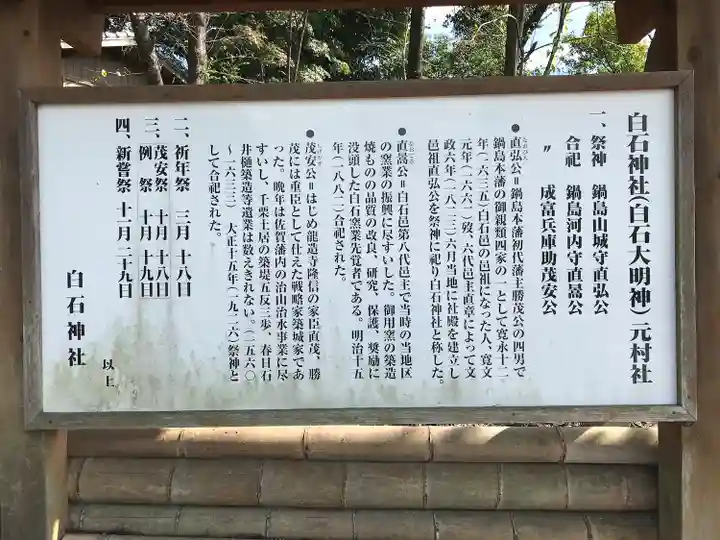 白石神社(白石大明神)元村社
一、祭神 鍋島山城守直弘公
合祀 鍋島河内守直暠公
〃 成富兵庫助茂安公
●直弘公=鍋島本藩初代藩主勝茂公の四男で
鍋島本藩の御親類四家の一として寛永十二
年(一六三五)白石邑の邑祖になった人、寛文
元年(一六六一)歿、六代邑主直章によって文
政六年(一八二三)六月当地に社殿を建立し
邑祖直弘公を祭神に祀り白石神社と称した。
●直暠公=白石邑第八代邑主で当時の当地区
の窯業の振興に尽すいした。御用窯の築造
焼ものの品質の改良、研究、保護、奨励に
没頭した白石窯業先覚者である。明治十五
年(一八八二)合祀された。
●茂安公=はじめ龍造寺隆信の家臣直茂、勝
茂には重臣として仕えた戦略家築城家であ
った。晩年は佐賀藩内の治山治水事業に尽
すいし、千栗土居の築堤五反三歩、春日石
井樋築造等遺業は数えきれない。(一五六〇
〜一六三三) 大正十五年(一九二六)祭神と
して合祀された。
二、祈年祭 三月 十八日
三、茂安祭 十月 十八日
例 祭 十月 十九日
四、新嘗祭 十一月 二十九日
以上
白石神社